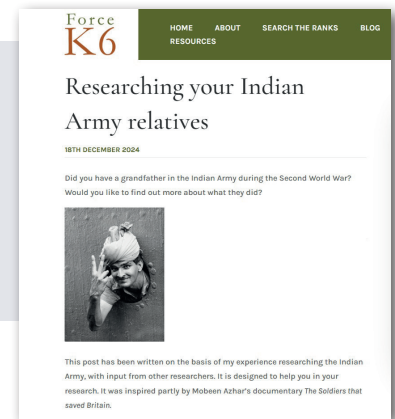 Force
K6
HOME ABOUT SEARCH THE RANKS BLOG
RESOURCES
Researching your Indian
Army relatives
18TH DECEMBER 2024
Did you have a grandfather in the Indian Army during the Second World War?
Would you like to find out more about what they did?
This post has been written on the basis of my experience researching the Indian
Army, with input from other researchers. It is designed to help you in your
research. It was inspired partly by Mobeen Azhar's documentary The Soldiers that
saved Britain.